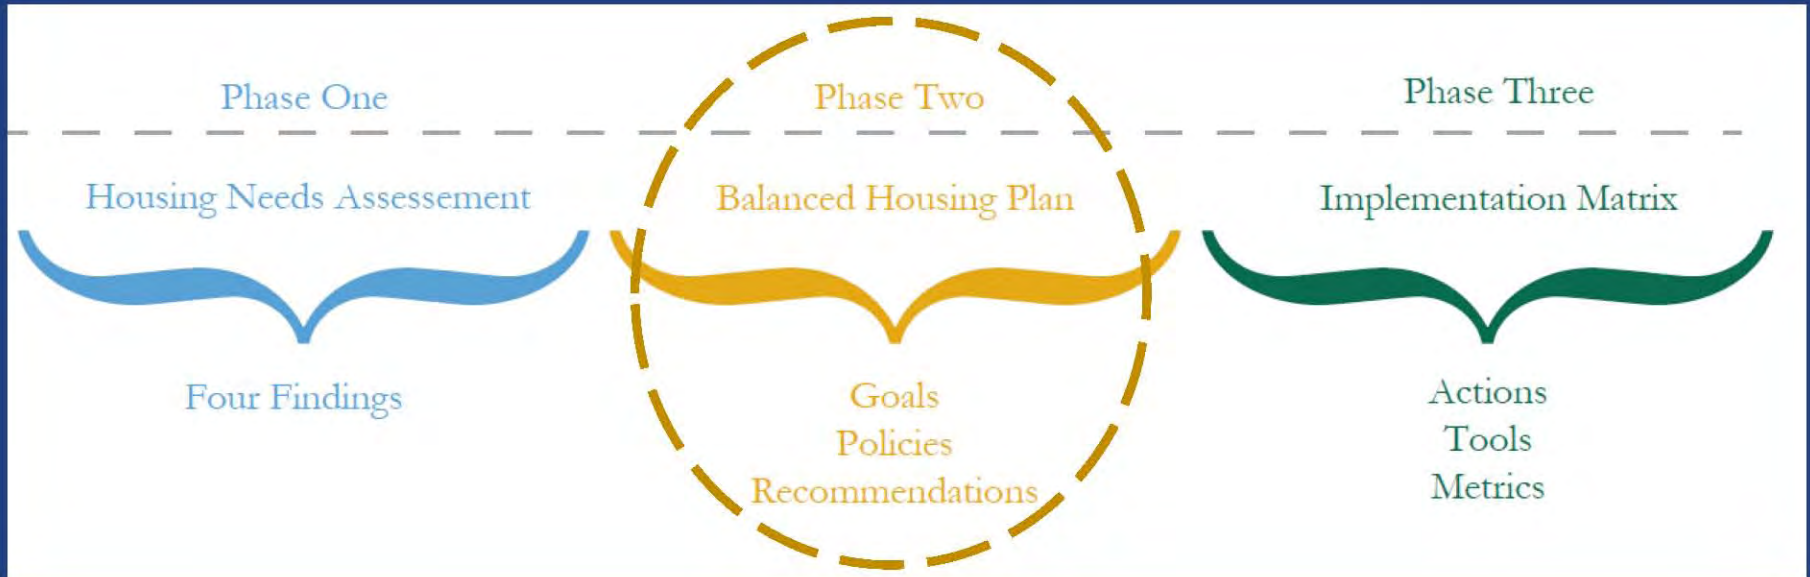 Phase One
Housing Needs Assessement
Four Findings
Phase Two
Balanced Housing Plan
Goals
Policies
Recommendations
Phase Three
Implementation Matrix
Actions
Tools
Metrics